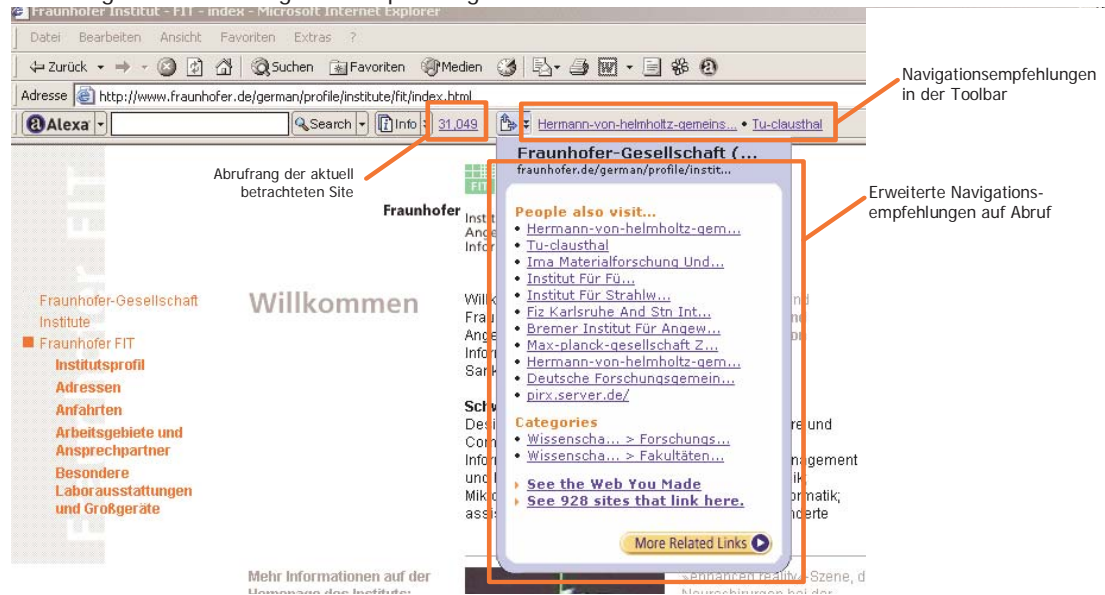 Fraunhofer Institut - FIT - index - Microsoft Internet Explorer
Datei Bearbeiten Ansicht Favoriten Extras ?
Zurück Suchen Favoriten Medien
Adresse http://www.fraunhofer.de/german/profile/institute/fit/index.html
Alexa Search Info 31,049 Hermann-von-helmholtz-gemeins... • Tu-clausthal
Navigationsempfehlungen
in der Toolbar
Abrufrang der aktuell
betrachteten Site
Erweiterte Navigations-
empfehlungen auf Abruf
Fraunhofer-Gesellschaft (...
fraunhofer.de/german/profile/instit...
People also visit...
• Hermann-von-helmholtz-gem...
• Tu-clausthal
• Ima Materialforschung Und...
• Institut Für Fü...
• Institut Für Strahlw...
• Fiz Karlsruhe And Stn Int...
• Bremer Institut Für Angew...
• Max-planck-gesellschaft Z...
• Hermann-von-helmholtz-gem...
• Deutsche Forschungsgemein...
• pirx.server.de/
Categories
• Wissenscha... > Forschungs...
• Wissenscha... > Fakultäten...
See the Web You Made
See 928 sites that link here.
More Related Links
FIT
Fraunhofer
Willkommen
Fraunhofer-Gesellschaft
Institute
Fraunhofer FIT
Institutsprofil
Adressen
Anfahrten
Arbeitsgebiete und
Ansprechpartner
Besondere
Laborausstattungen
und Großgeräte
Mehr Informationen auf der
Homepage des Instituts:
»enhanced reality«-Szene, d